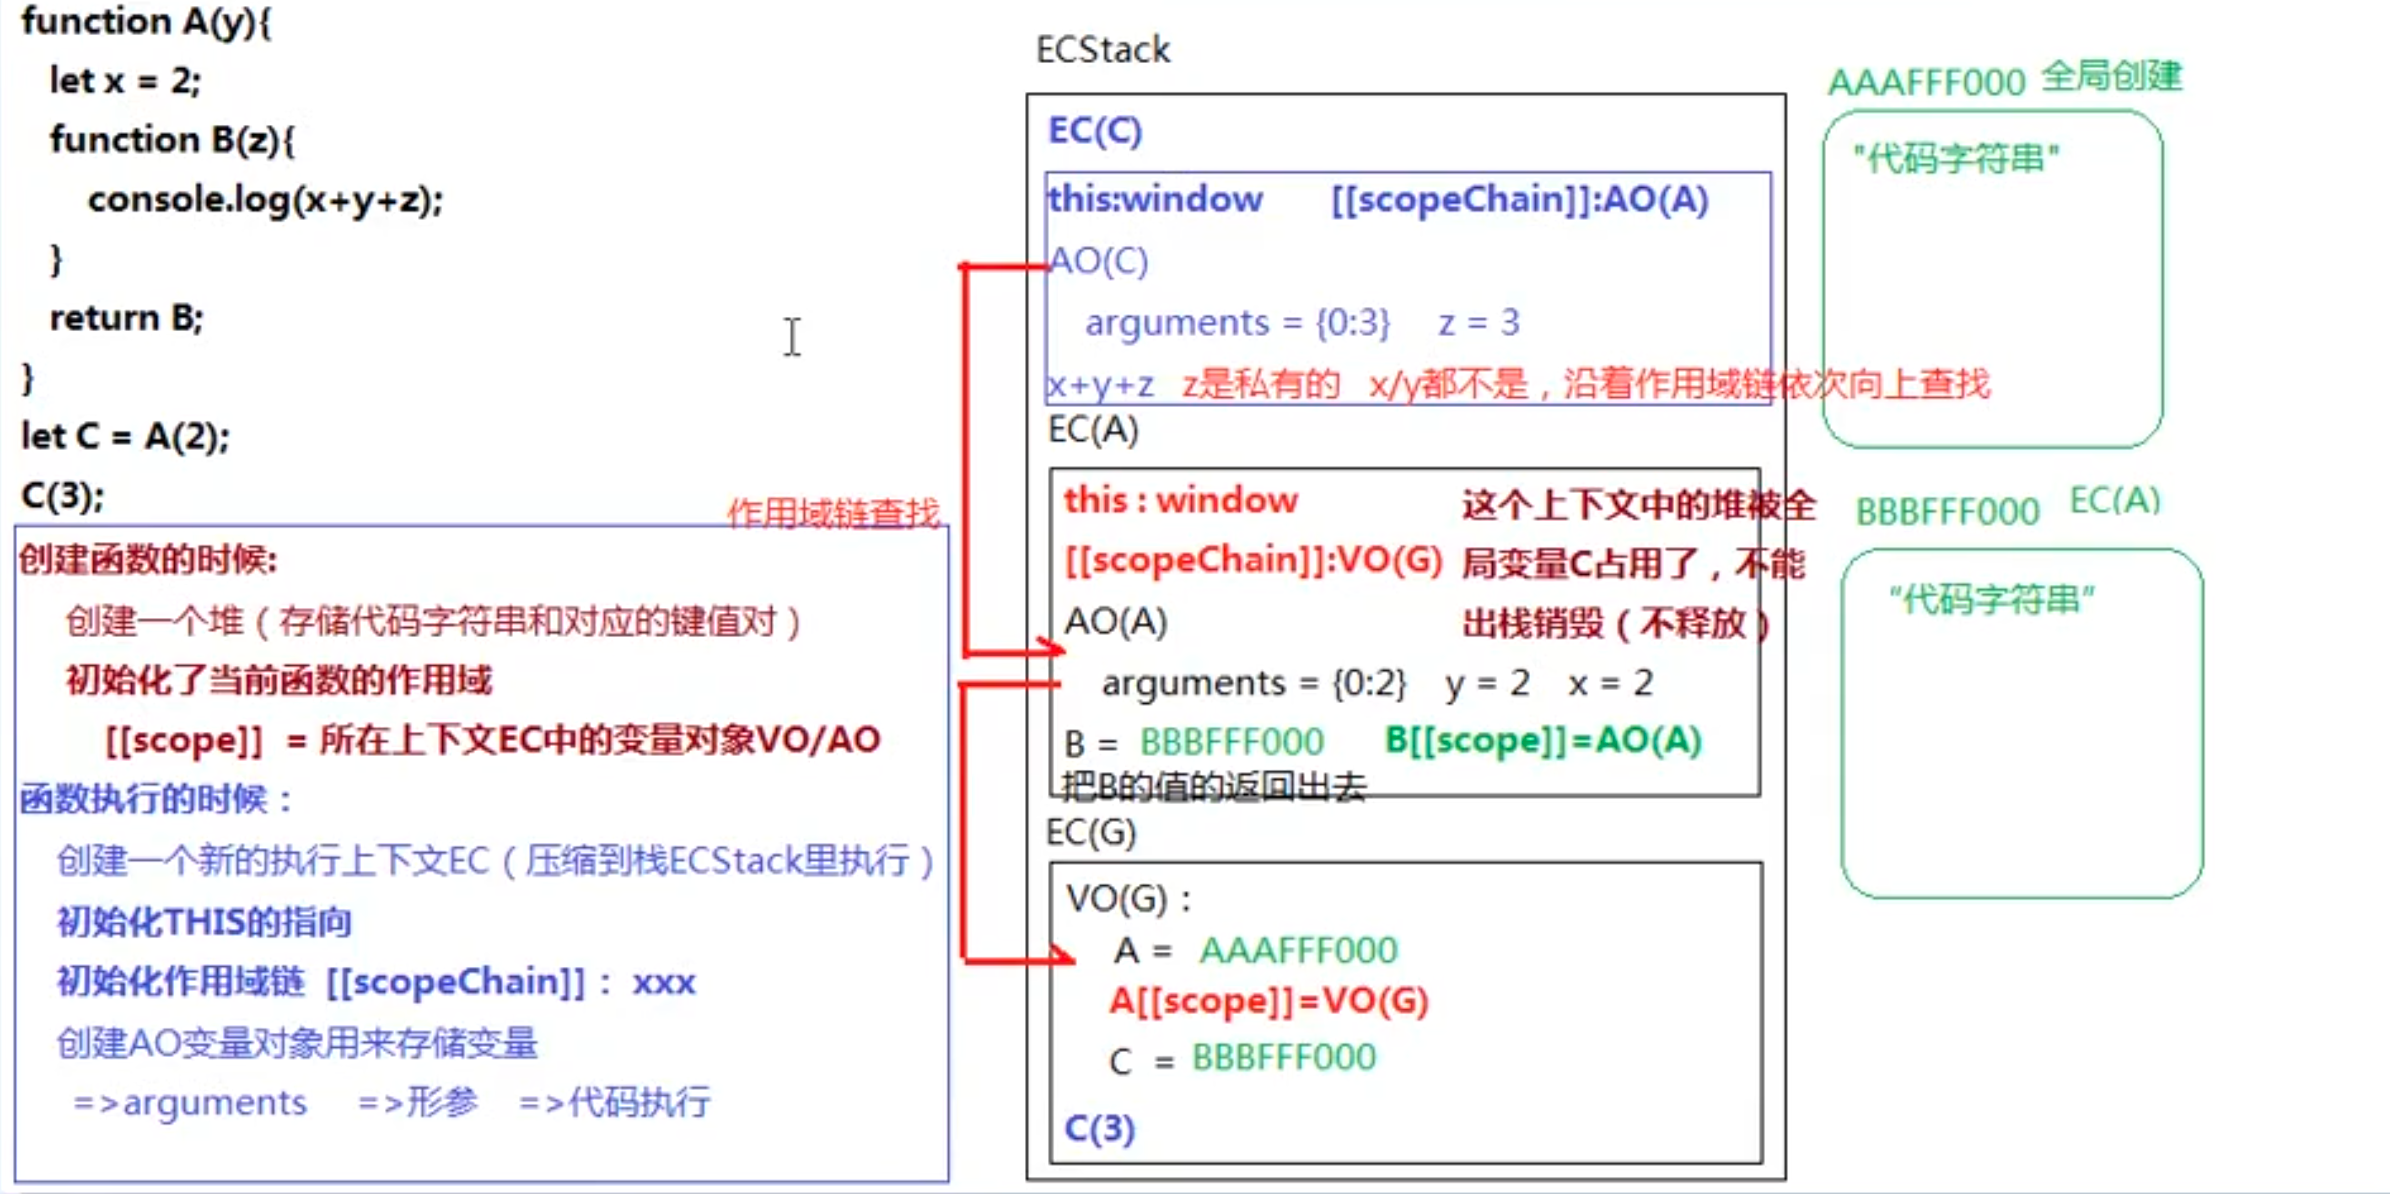 function A(y){
let x = 2;
function B(z){
console.log(x+y+z);
}
return B;
}
let C = A(2);
C(3);
作用域链查找
创建函数的时候:
创建一个堆（存储代码字符串和对应的键值对）
初始化了当前函数的作用域
[[scope]] = 所在上下文EC中的变量对象VO/AO
函数执行的时候：
创建一个新的执行上下文EC（压缩到栈ECStack里执行）
初始化THIS的指向
初始化作用域链 [[scopeChain]]： xxx
创建AO变量对象用来存储变量
=>arguments =>形参 =>代码执行
ECStack
EC(C)
this:window [[scopeChain]]:AO(A)
AO(C)
arguments = {0:3} z = 3
x+y+z z是私有的 x/y都不是，沿着作用域链依次向上查找
EC(A)
this : window
[[scopeChain]]:VO(G)
这个上下文中的堆被全
局变量C占用了，不能
出栈销毁（不释放）
AO(A)
arguments = {0:2} y = 2 x = 2
B = BBBFFF000 B[[scope]]=AO(A)
把B的值的返回出去
EC(G)
VO(G)：
A = AAAFFF000
A[[scope]]=VO(G)
C = BBBFFF000
C(3)
AAAFFF000 全局创建
"代码字符串"
BBBFFF000 EC(A)
“代码字符串”